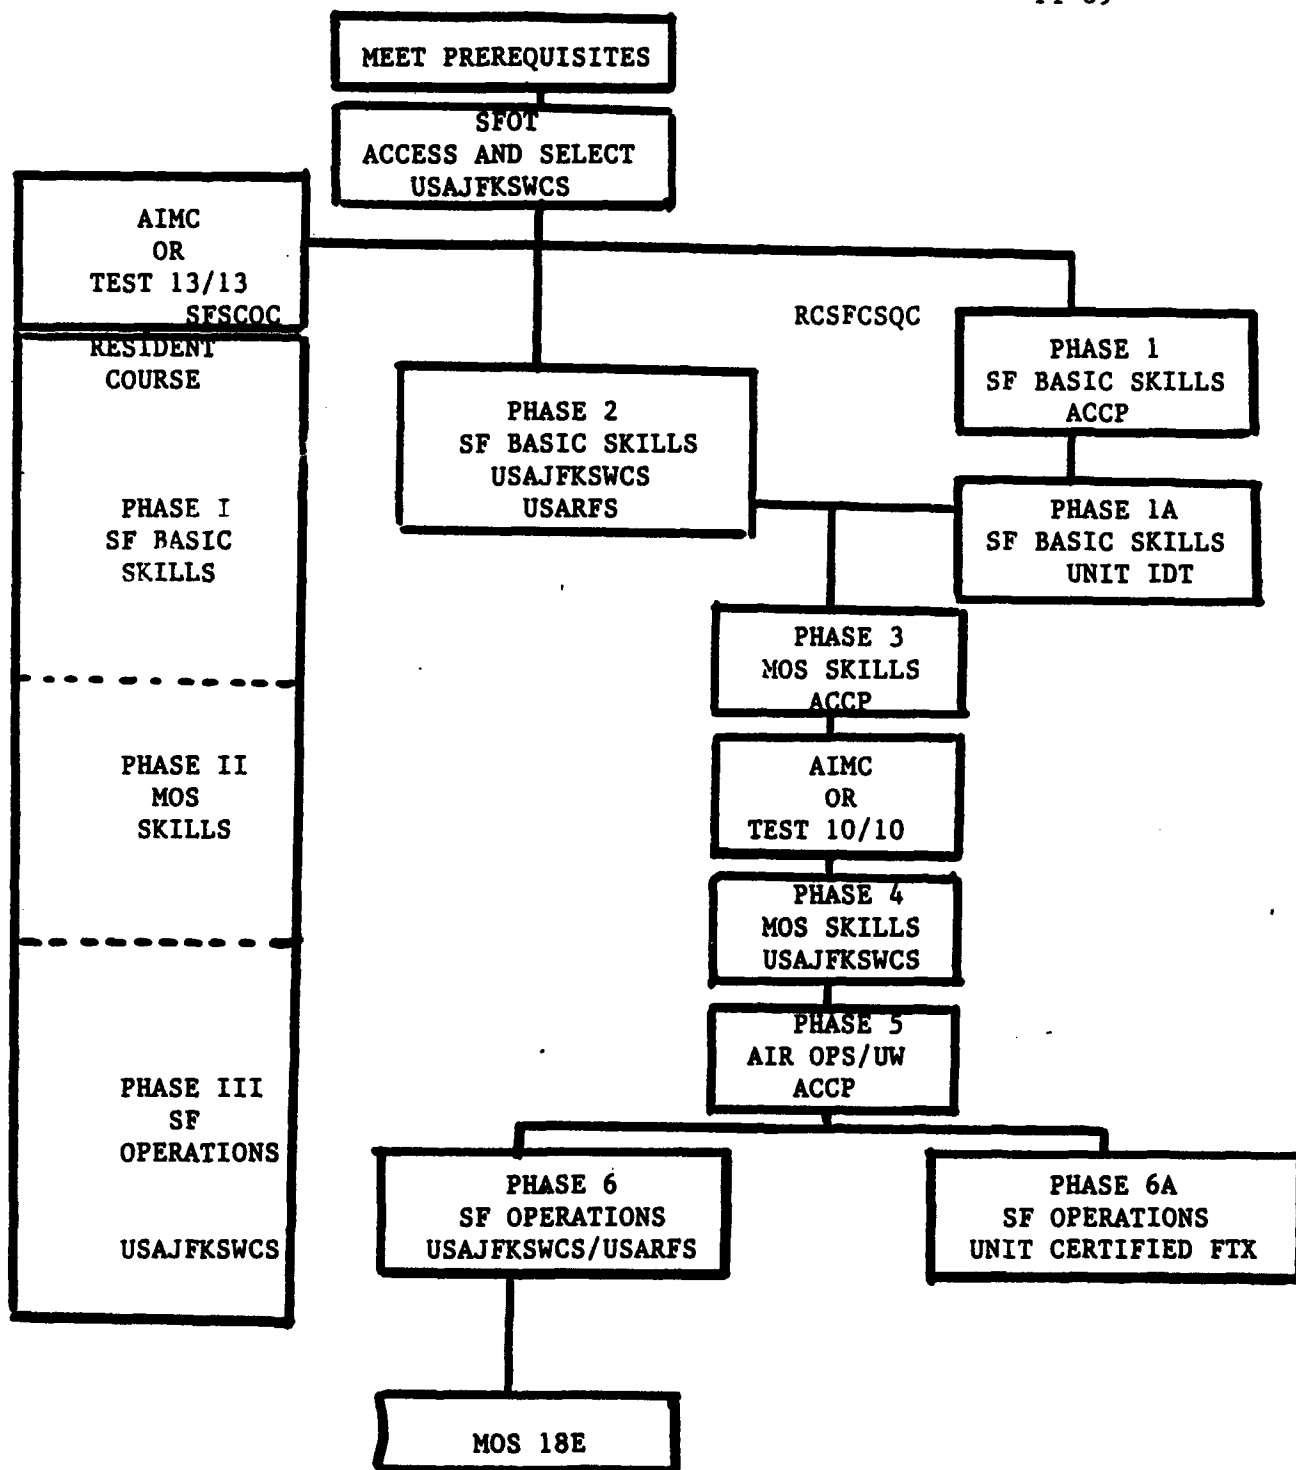 MEET PREREQUISITES
SFOT
ACCESS AND SELECT
USAJFKSWCS
AIMC
OR
TEST 13/13
SFSCOC
RESIDENT
COURSE
PHASE I
SF BASIC
SKILLS
PHASE II
MOS
SKILLS
PHASE III
SF
OPERATIONS
USAJFKSWCS
PHASE 2
SF BASIC SKILLS
USAJFKSWCS
USARFS
RCSFCSQC
PHASE 1
SF BASIC SKILLS
ACCP
PHASE 1A
SF BASIC SKILLS
UNIT IDT
PHASE 3
MOS SKILLS
ACCP
AIMC
OR
TEST 10/10
PHASE 4
MOS SKILLS
USAJFKSWCS
PHASE 5
AIR OPS/UW
ACCP
PHASE 6
SF OPERATIONS
USAJFKSWCS/USARFS
PHASE 6A
SF OPERATIONS
UNIT CERTIFIED FTX
MOS 18E